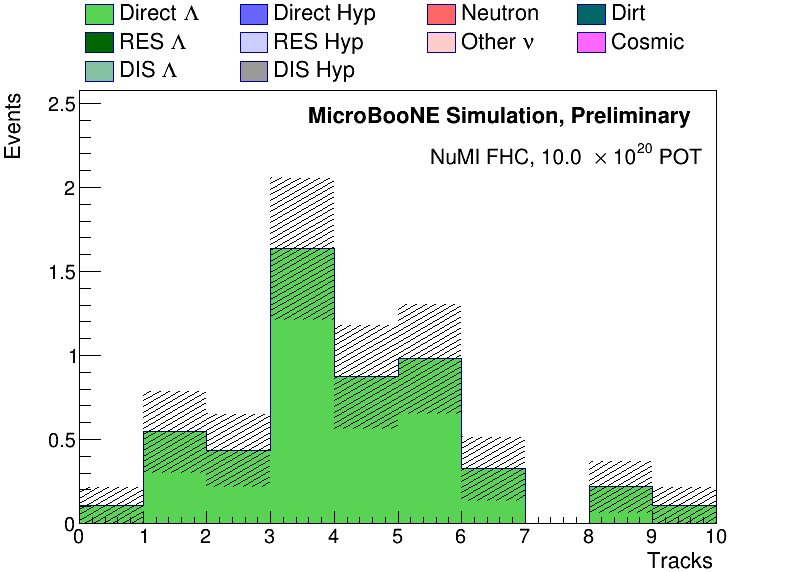 Direct Λ Direct Hyp Neutron Dirt
RES Λ RES Hyp Other ν Cosmic
DIS Λ DIS Hyp
MicroBooNE Simulation, Preliminary
NuMI FHC, 10.0 × 10^20 POT
Events
2.5
2
1.5
1
0.5
0
0 1 2 3 4 5 6 7 8 9 10
Tracks